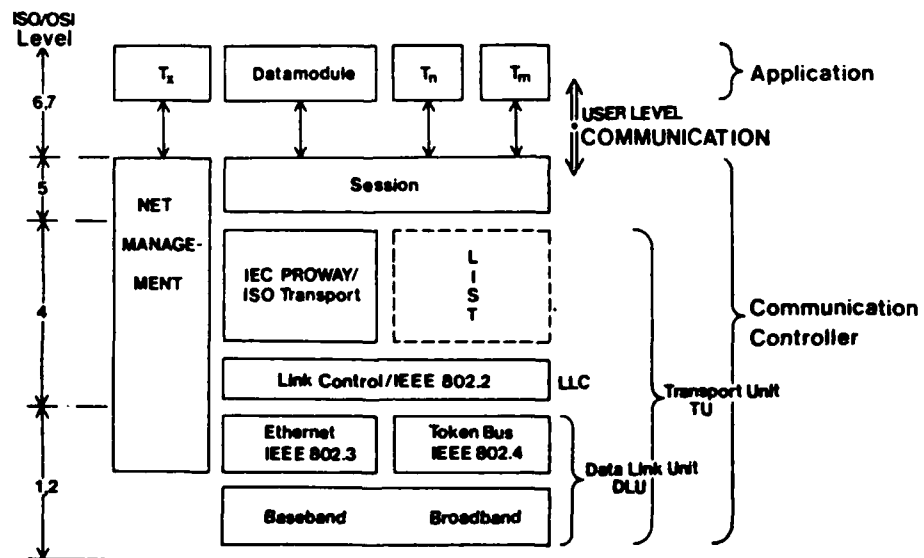 ISO/OSI
Level
Tx
Datamodule
Tn
Tm
Application
6,7
USER LEVEL
COMMUNICATION
5
NET
MANAGE-
MENT
Session
4
IEC PROWAY/
ISO Transport
L
I
S
T
Communication
Controller
Link Control/IEEE 802.2
LLC
Transport Unit
TU
Ethernet
IEEE 802.3
Token Bus
IEEE 802.4
Data Link Unit
DLU
1,2
Baseband
Broadband